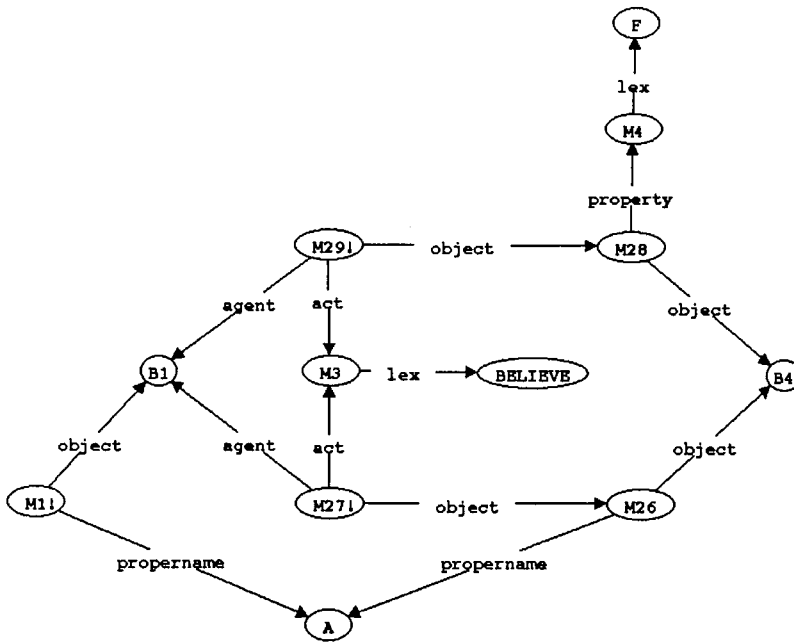 F
lex
M4
property
M29↓ object M28
agent act object
B1 M3 lex BELIEVE B4
object agent act object
M1↓ M27↓ object M26
propername propername
A